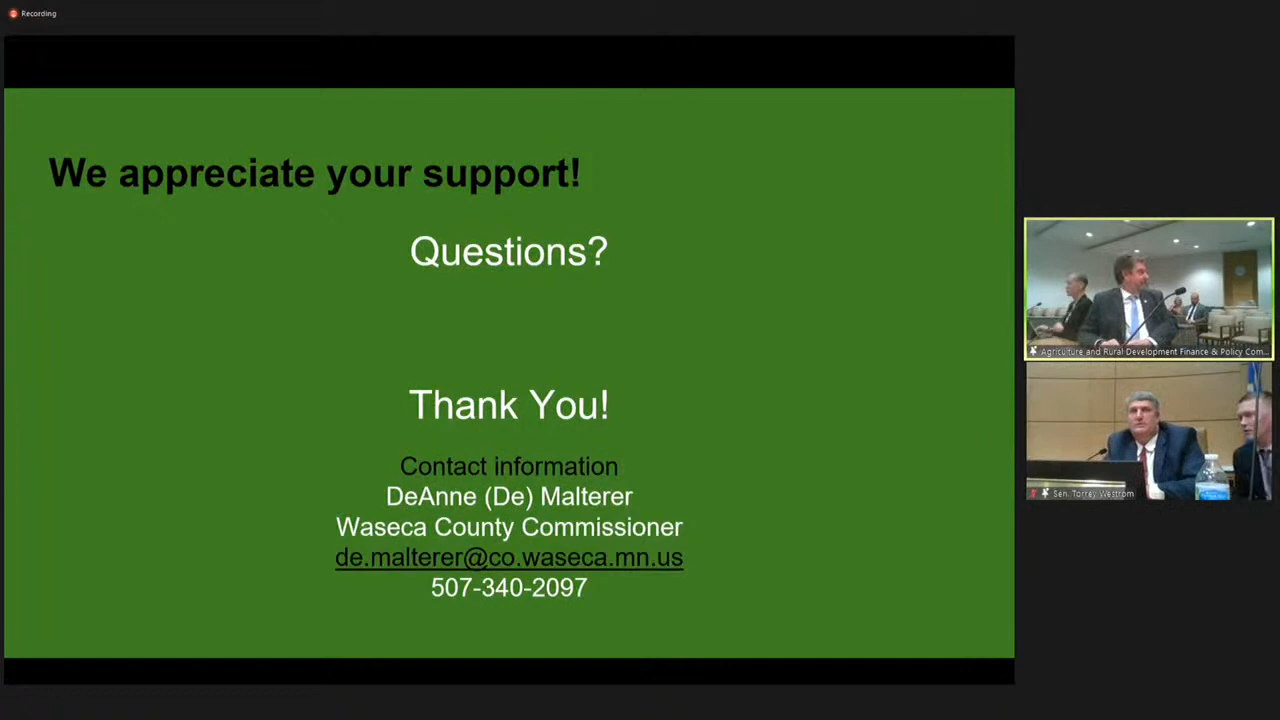 Recording
We appreciate your support!
Questions?
Thank You!
Contact information
DeAnne (De) Malterer
Waseca County Commissioner
de.malterer@co.waseca.mn.us
507-340-2097
Agriculture and Rural Development Finance & Policy Com...
Sen. Torrey Westrom